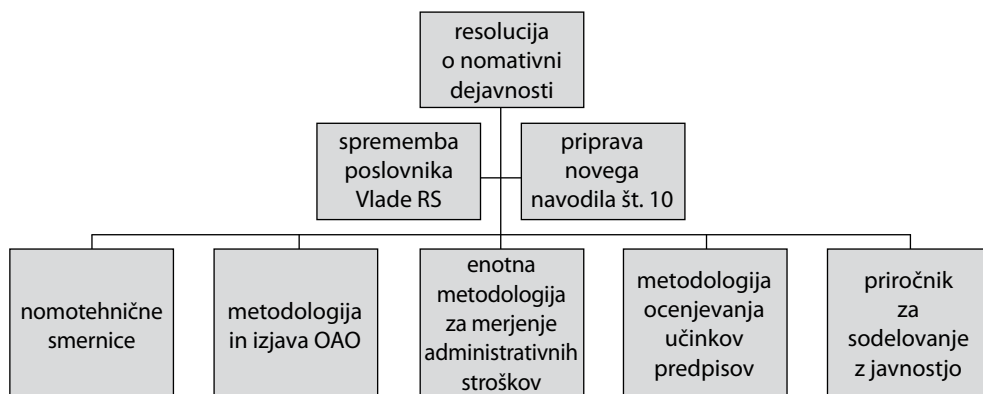 resolucija
o nomativni
dejavnosti
sprememba
poslovnika
Vlade RS
priprava
novega
navodila št. 10
nomotehnične
smernice
metodologija
in izjava OAO
enotna
metodologija
za merjenje
administrativnih
stroškov
metodologija
ocenjevanja
učinkov
predpisov
priročnik
za
sodelovanje
z javnostjo